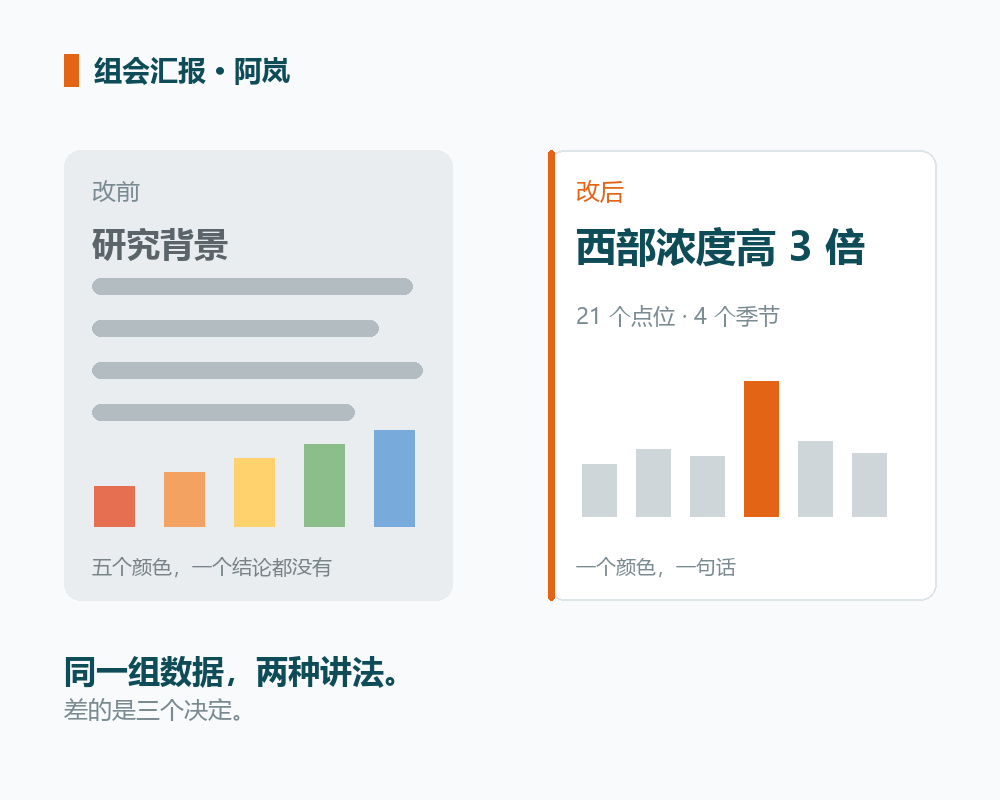 组会汇报·阿岚
改前
研究背景
五个颜色，一个结论都没有
改后
西部浓度高 3 倍
21 个点位 · 4 个季节
一个颜色，一句话
同一组数据，两种讲法。
差的是三个决定。